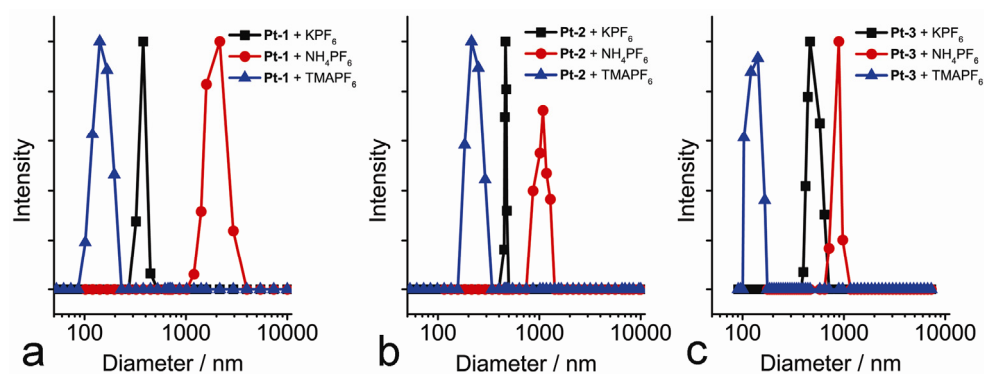 Pt-1 + KPF₆
Pt-1 + NH₄PF₆
Pt-1 + TMAPF₆
Intensity
100 1000 10000
Diameter / nm
a
Pt-2 + KPF₆
Pt-2 + NH₄PF₆
Pt-2 + TMAPF₆
Intensity
100 1000 10000
Diameter / nm
b
Pt-3 + KPF₆
Pt-3 + NH₄PF₆
Pt-3 + TMAPF₆
Intensity
100 1000 10000
Diameter / nm
c